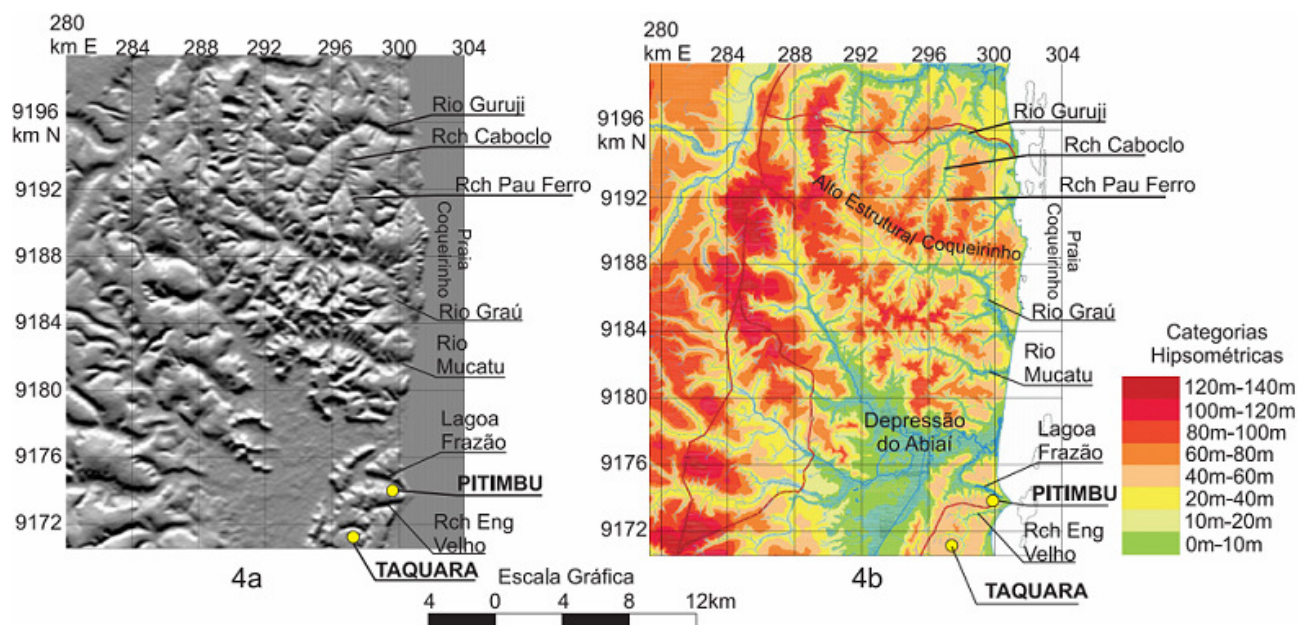 280
km E
284
288
292
296
300
304
9196
km N
9192
9188
9184
9180
9176
9172
Rio Guruji
Rch Caboclo
Rch Pau Ferro
Praia
Coqueirinho
Rio Graú
Rio
Mucatu
Lagoa
Frazão
PITIMBU
Rch Eng
Velho
TAQUARA
4a
280
km E
284
288
292
296
300
304
9196
km N
9192
9188
9184
9180
9176
9172
Rio Guruji
Rch Caboclo
Rch Pau Ferro
Alto Estrutural Coqueirinho
Praia
Coqueirinho
Rio Graú
Rio
Mucatu
Depressão
do Abiaí
Lagoa
Frazão
PITIMBU
Rch Eng
Velho
TAQUARA
4b
Categorias
Hipsométricas
120m-140m
100m-120m
80m-100m
60m-80m
40m-60m
20m-40m
10m-20m
0m-10m
Escala Gráfica
4 0 4 8 12km